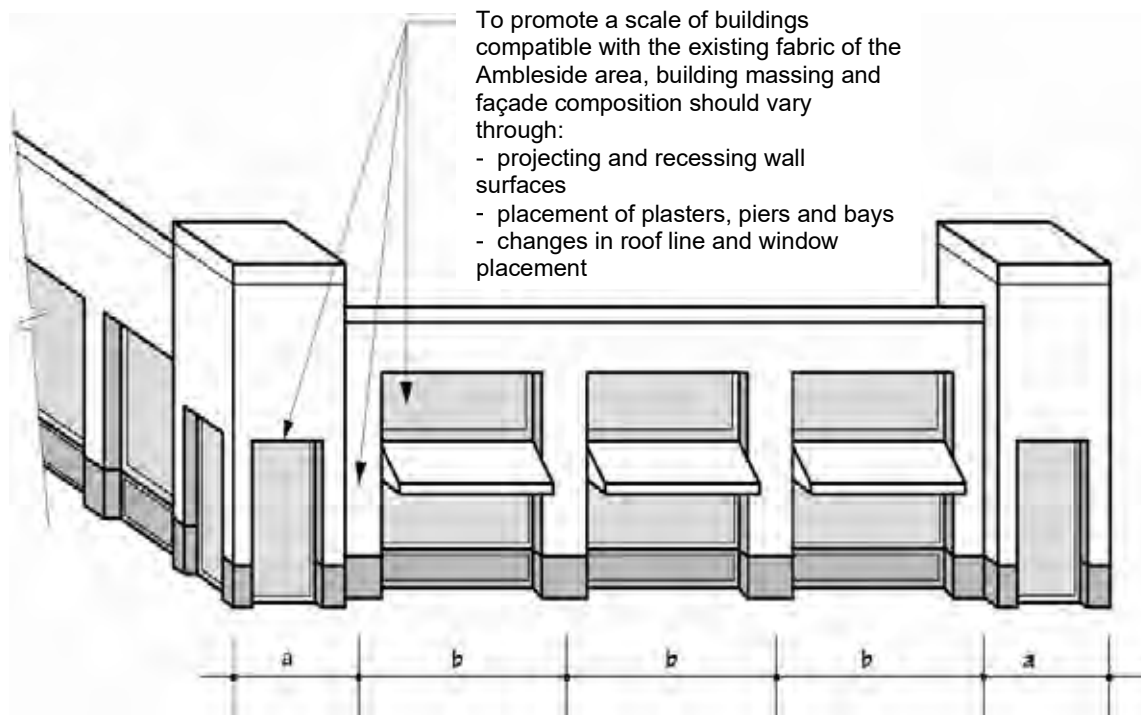 To promote a scale of buildings
compatible with the existing fabric of the
Ambleside area, building massing and
façade composition should vary
through:
- projecting and recessing wall
surfaces
- placement of plasters, piers and bays
- changes in roof line and window
placement
a b b b a